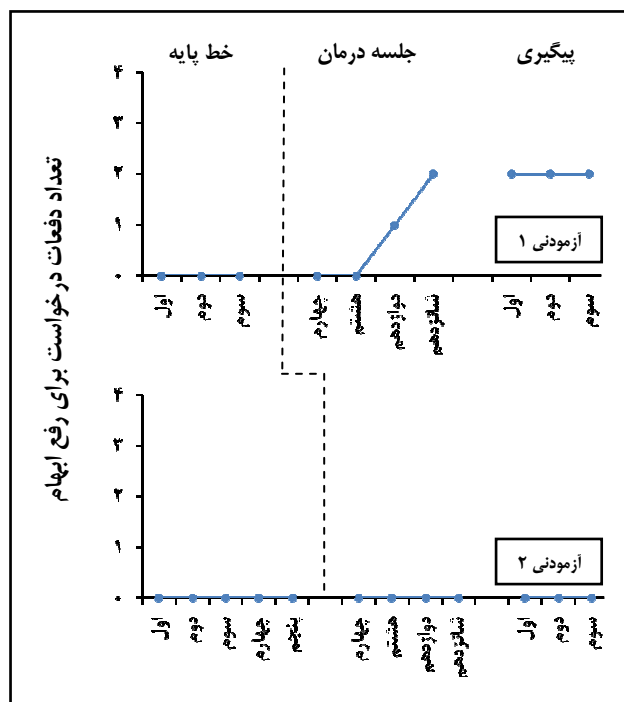 خط پایه جلسه درمان پیگیری
تعداد دفعات درخواست برای رفع ابهام
۴
۳
۲
۱
۰
آزمودنی ۱
اول دوم سوم چهارم هشتم دوازدهم شانزدهم اول دوم سوم
۴
۳
۲
۱
۰
آزمودنی ۲
اول دوم سوم چهارم پنجم چهارم هشتم دوازدهم شانزدهم اول دوم سوم